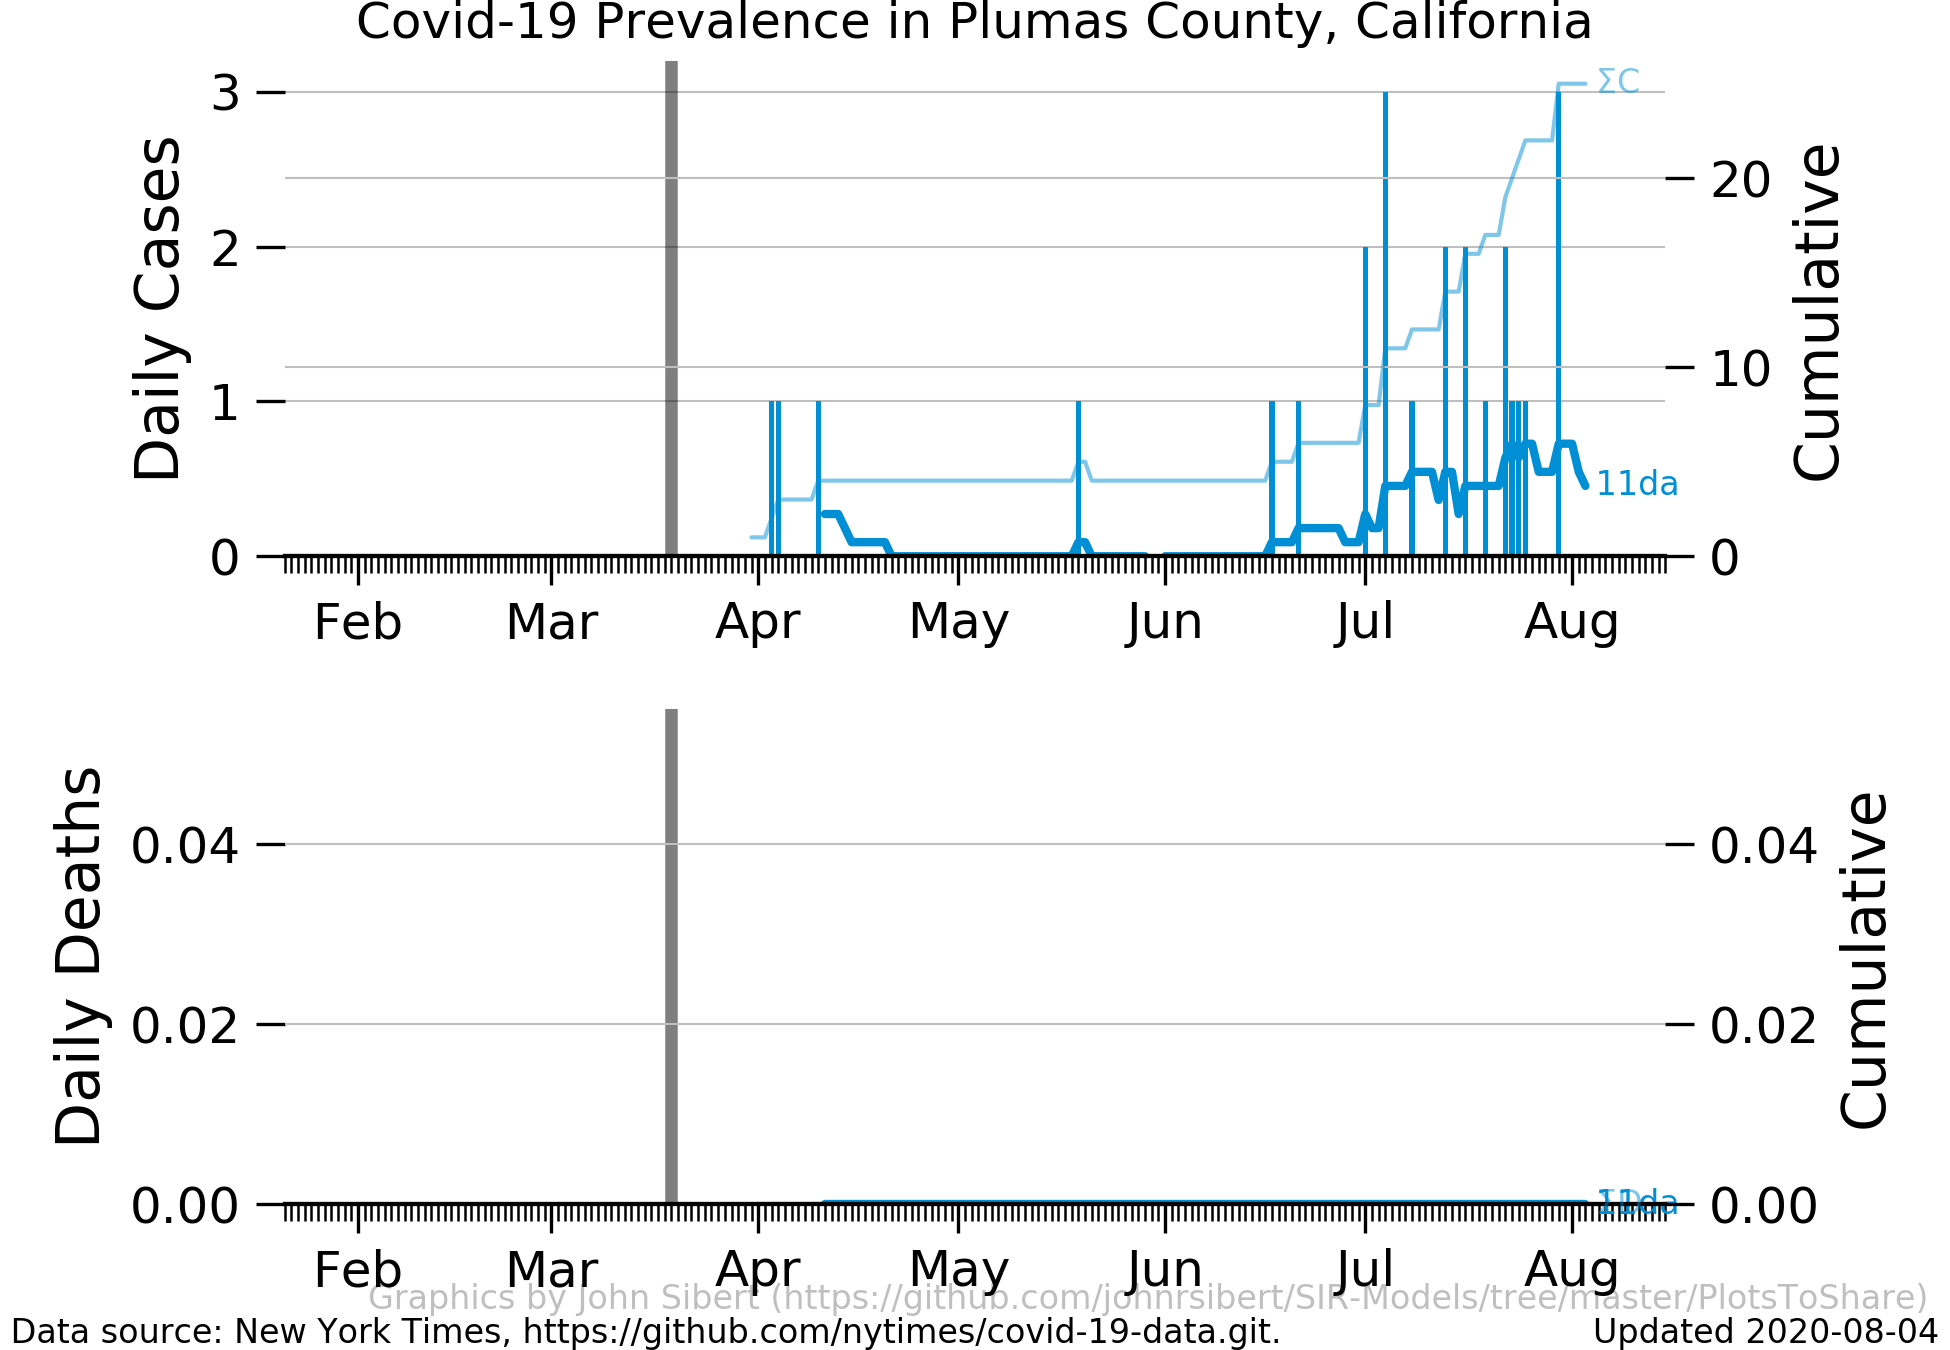 Covid-19 Prevalence in Plumas County, California
Daily Cases
3
2
1
0
20
10
0
Cumulative
ΣC
11da
Feb Mar Apr May Jun Jul Aug
Daily Deaths
0.04
0.02
0.00
0.04
0.02
0.00
Cumulative
ΣD
11da
Feb Mar Apr May Jun Jul Aug
Graphics by John Sibert (https://github.com/johnrsibert/SIR-Models/tree/master/PlotsToShare)
Data source: New York Times, https://github.com/nytimes/covid-19-data.git.
Updated 2020-08-04